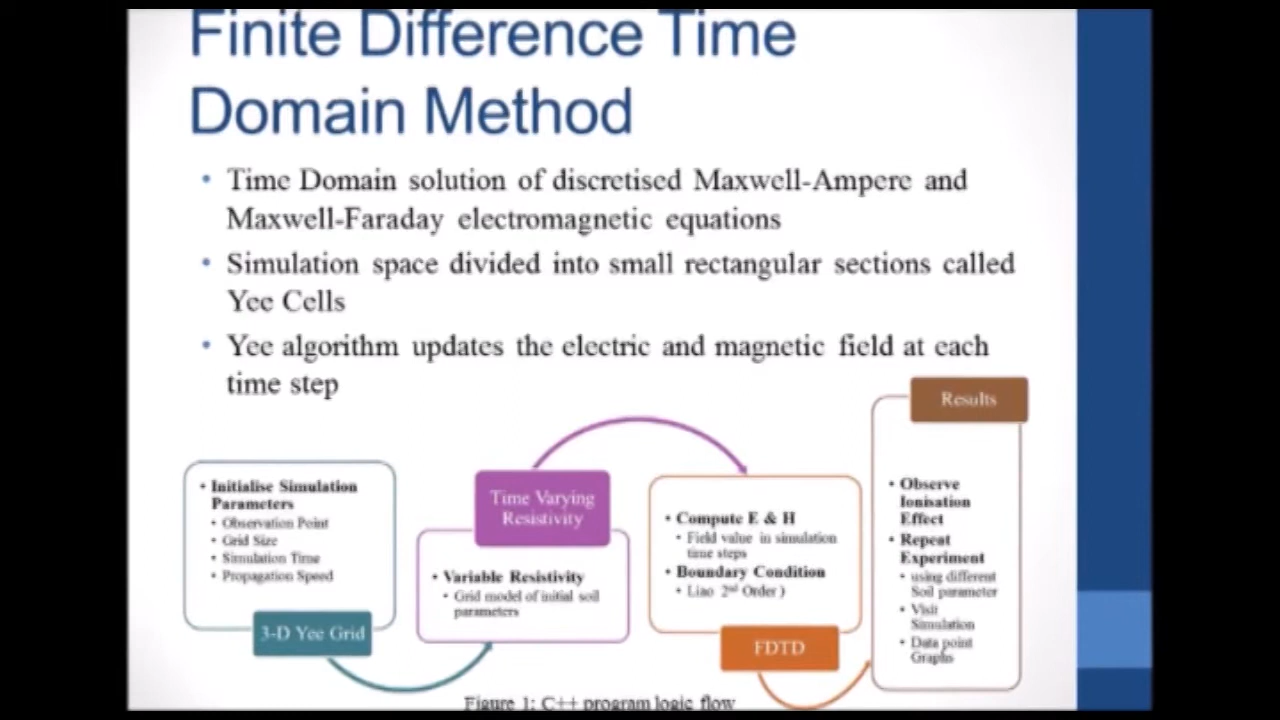 Finite Difference Time
Domain Method
• Time Domain solution of discretised Maxwell-Ampere and
Maxwell-Faraday electromagnetic equations
• Simulation space divided into small rectangular sections called
Yee Cells
• Yee algorithm updates the electric and magnetic field at each
time step
• Initialise Simulation
Parameters
• Observation Point
• Grid Size
• Simulation Time
• Propagation Speed
3-D Yee Grid
Time Varying
Resistivity
• Variable Resistivity
• Grid model of initial soil
parameters
• Compute E & H
• Field value in simulation
time steps
• Boundary Condition
• Liao 2nd Order )
FDTD
Results
• Observe
Ionisation
Effect
• Repeat
Experiment
• using different
Soil parameter
• Visit
Simulation
• Data point
Graphs
Figure 1: C++ program logic flow